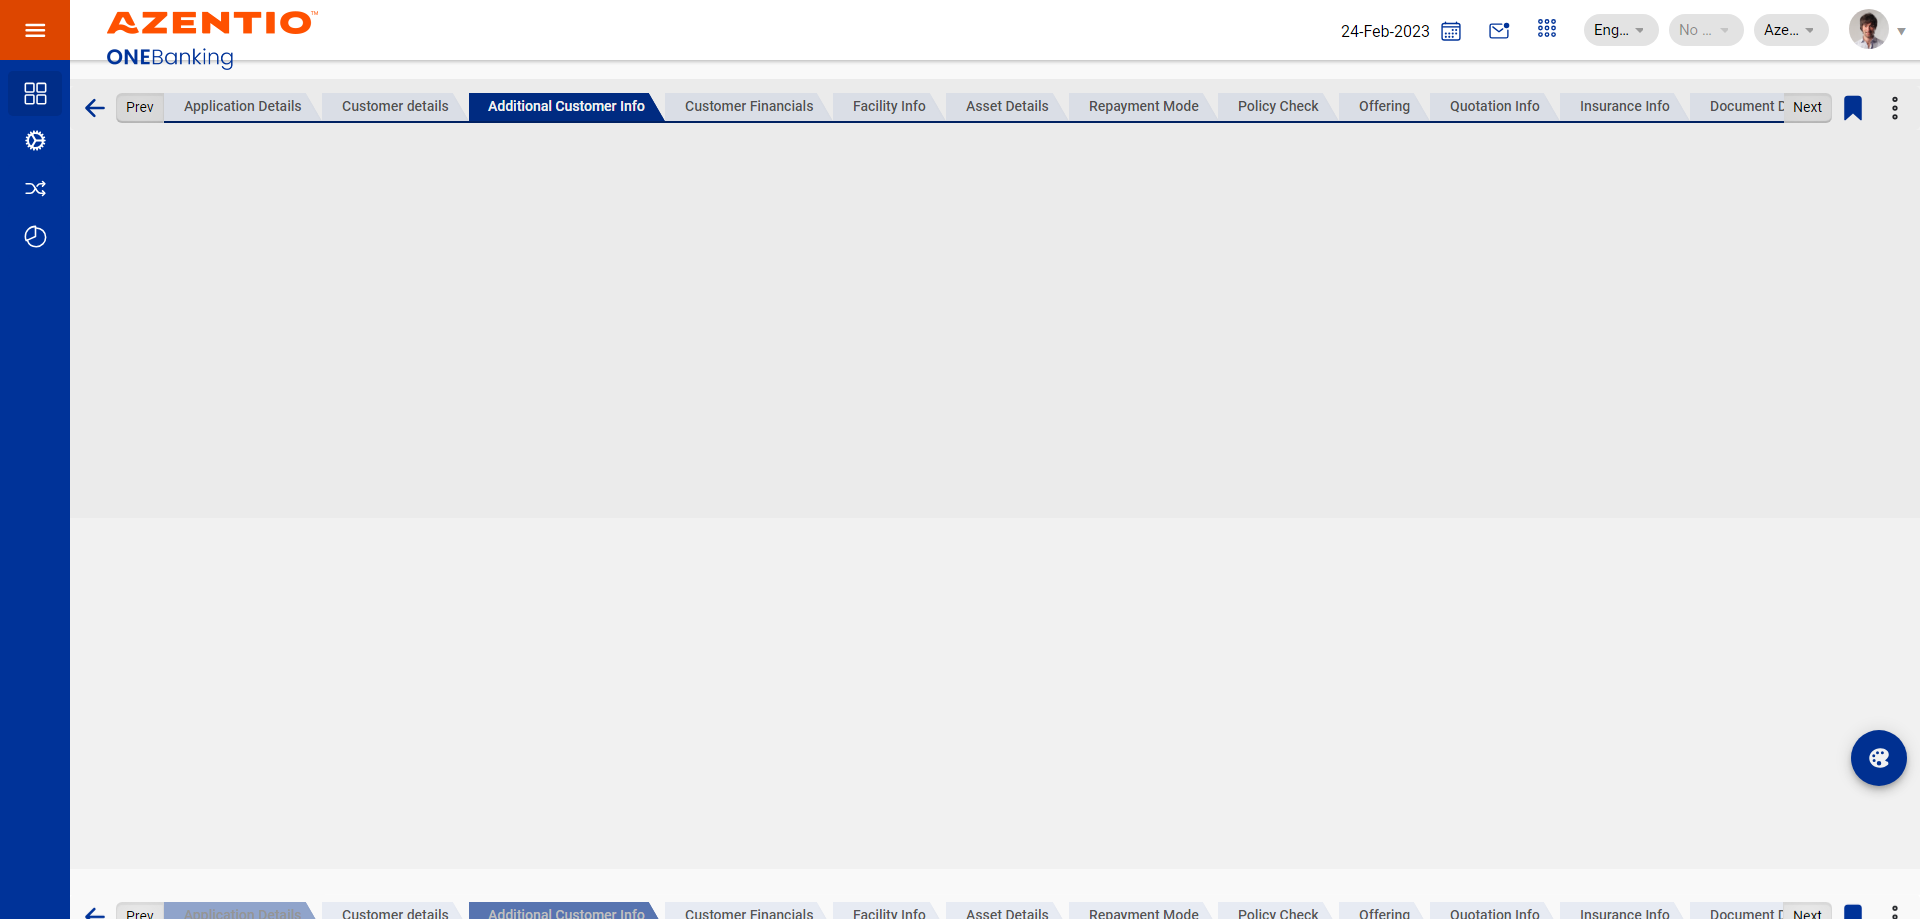 AZENTIO™
ONEBanking
24-Feb-2023 Eng... No ... Aze...
Prev Application Details Customer details Additional Customer Info Customer Financials Facility Info Asset Details Repayment Mode Policy Check Offering Quotation Info Insurance Info Document D Next
Prev Application Details Customer details Additional Customer Info Customer Financials Facility Info Asset Details Repayment Mode Policy Check Offering Quotation Info Insurance Info Document D Next